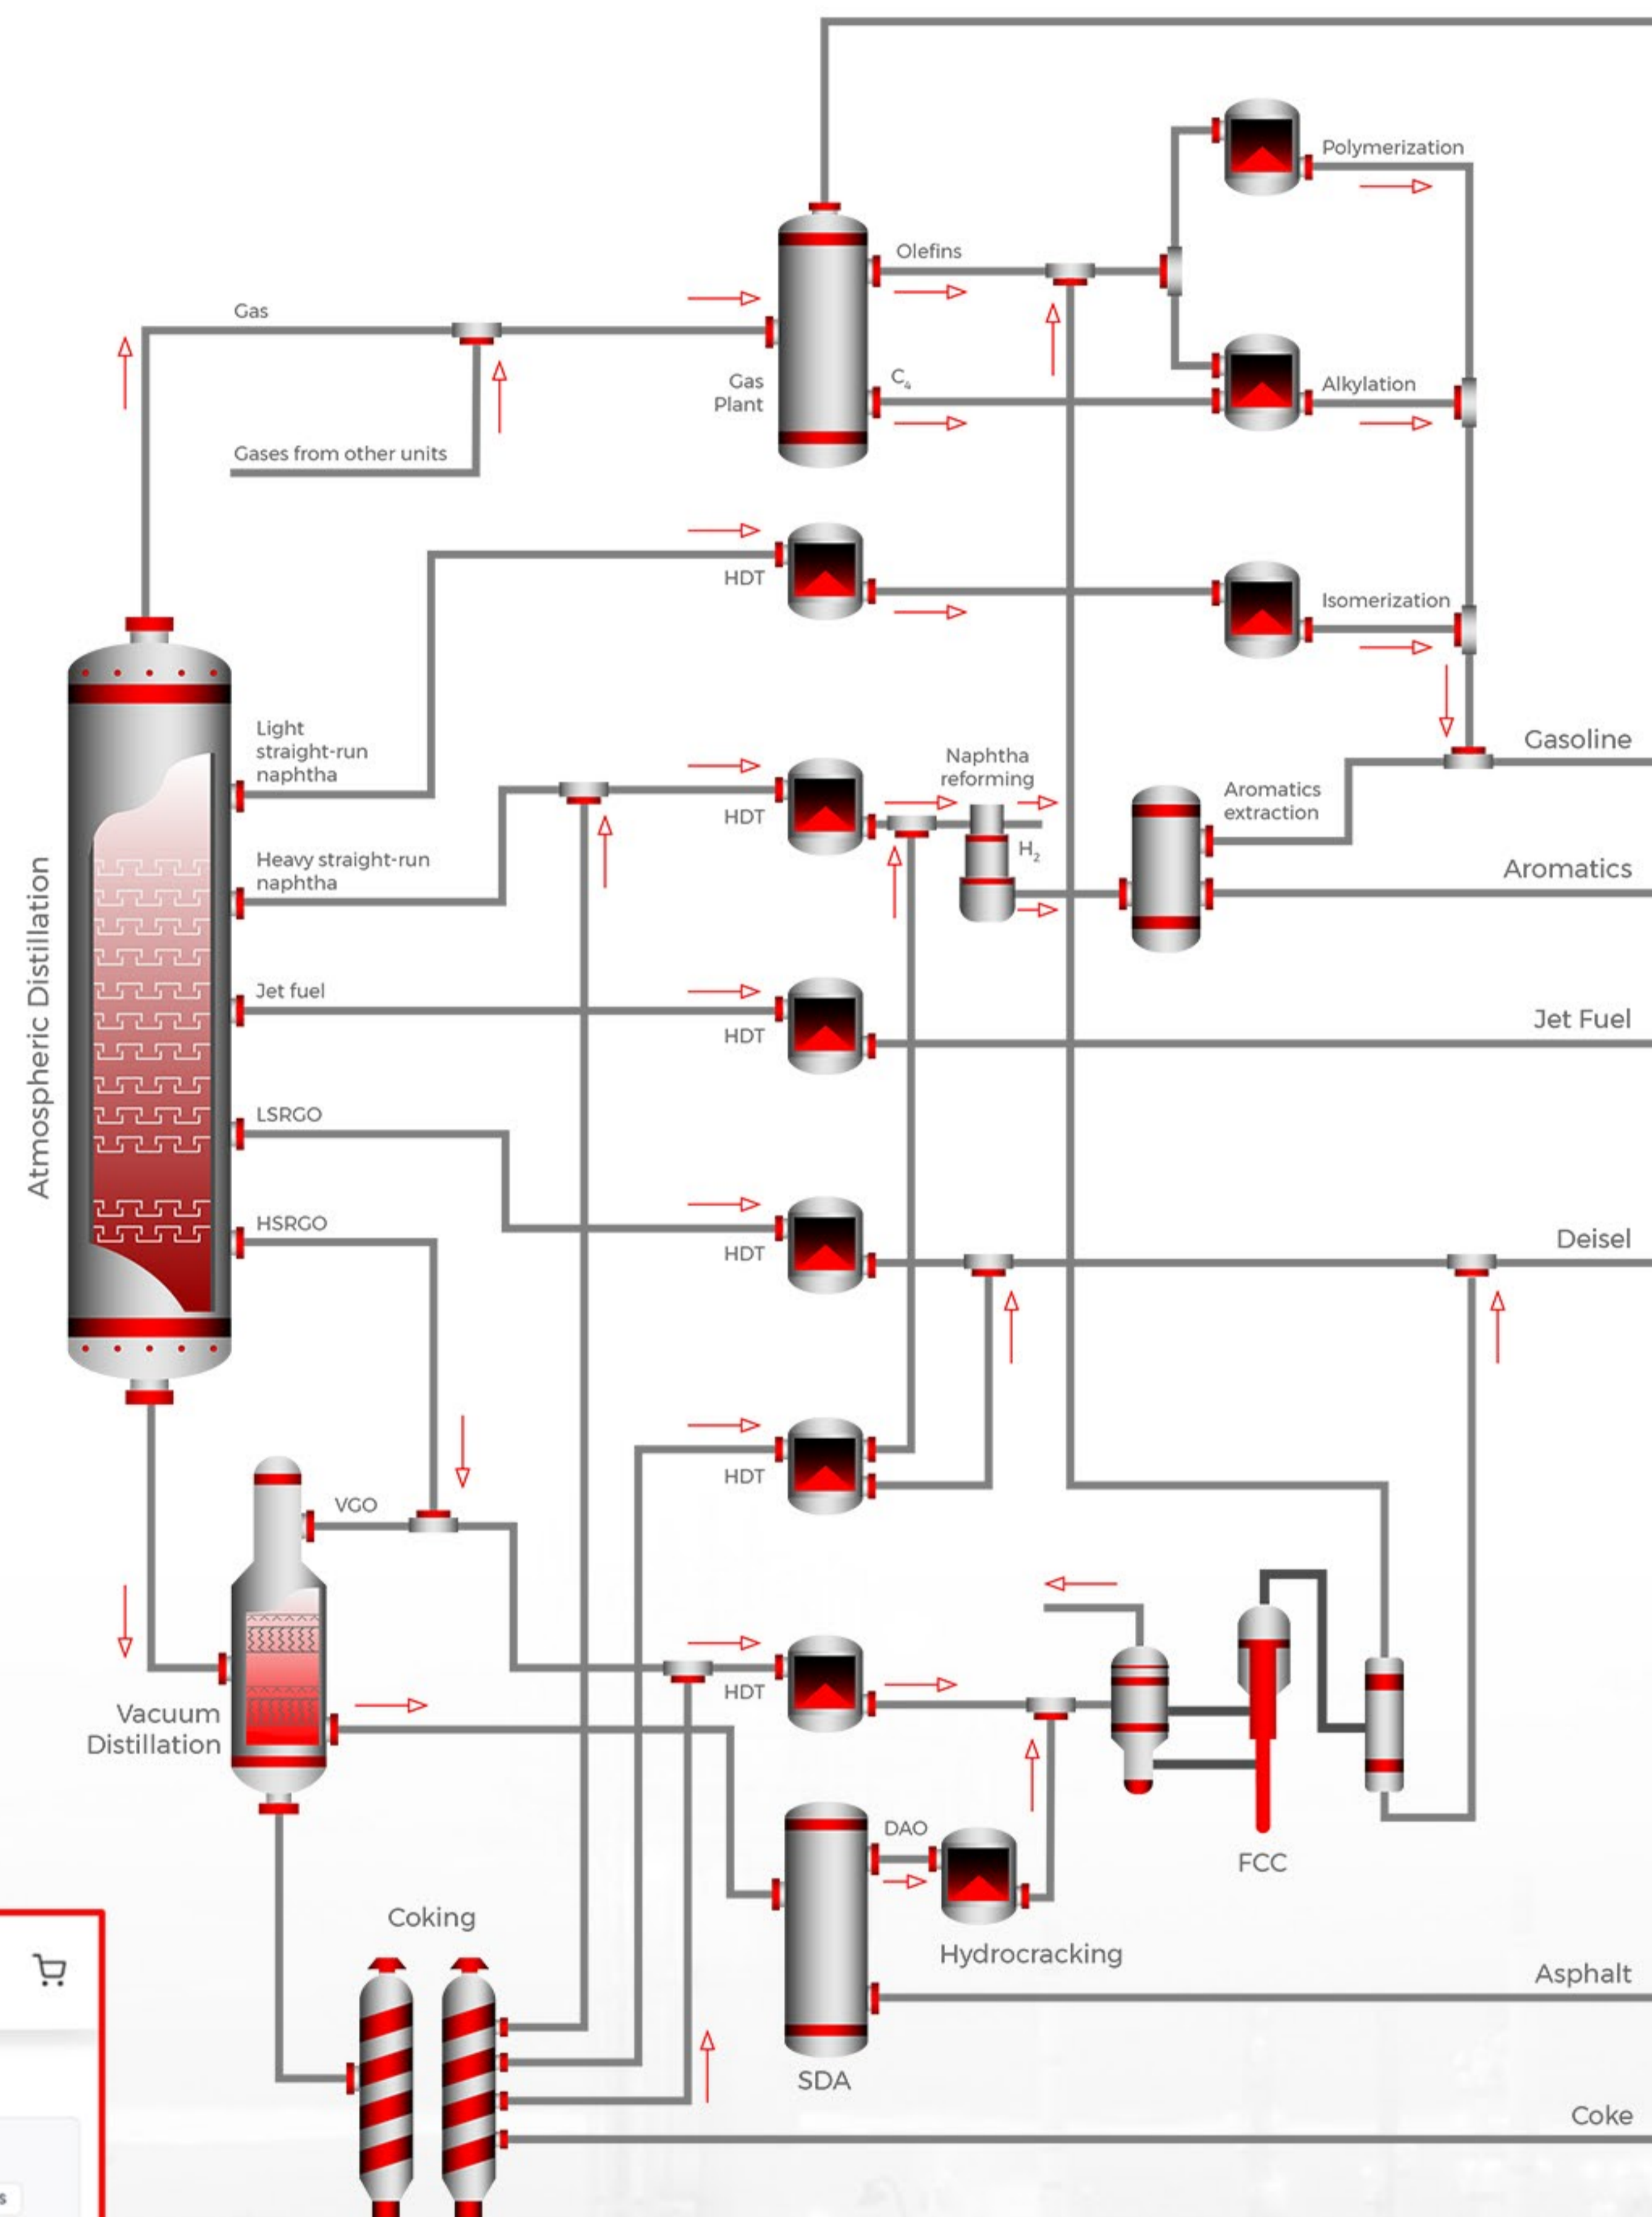 Polymerization
Olefins
Gas
C₄
Gas
Plant
Alkylation
Gases from other units
HDT
Isomerization
Light
straight-run
naphtha
Gasoline
Naphtha
reforming
HDT
Aromatics
extraction
H₂
Heavy straight-run
naphtha
Aromatics
Atmospheric Distillation
Jet fuel
HDT
Jet Fuel
LSRGO
HSRGO
HDT
Deisel
HDT
VGO
HDT
Vacuum
Distillation
DAO
FCC
Coking
Hydrocracking
Asphalt
SDA
Coke
s